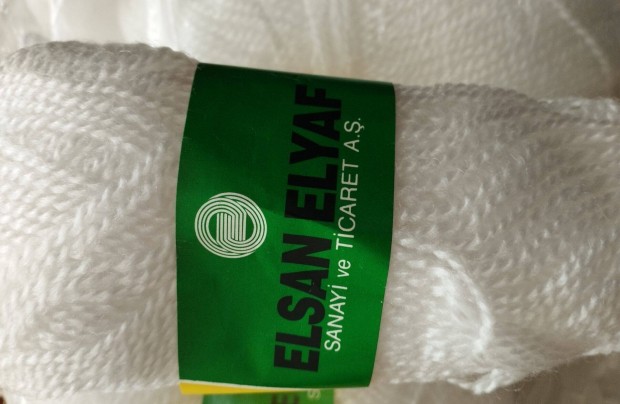 ELSAN ELYAF
SANAYİ ve TİCARET A.Ş.